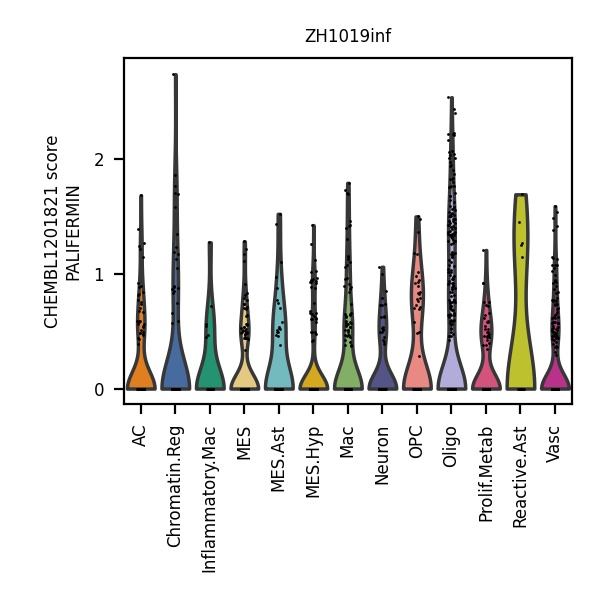 ZH1019inf
CHEMBL1201821 score
PALIFERMIN
2
1
0
AC
Chromatin.Reg
Inflammatory.Mac
MES
MES.Ast
MES.Hyp
Mac
Neuron
OPC
Oligo
Prolif.Metab
Reactive.Ast
Vasc